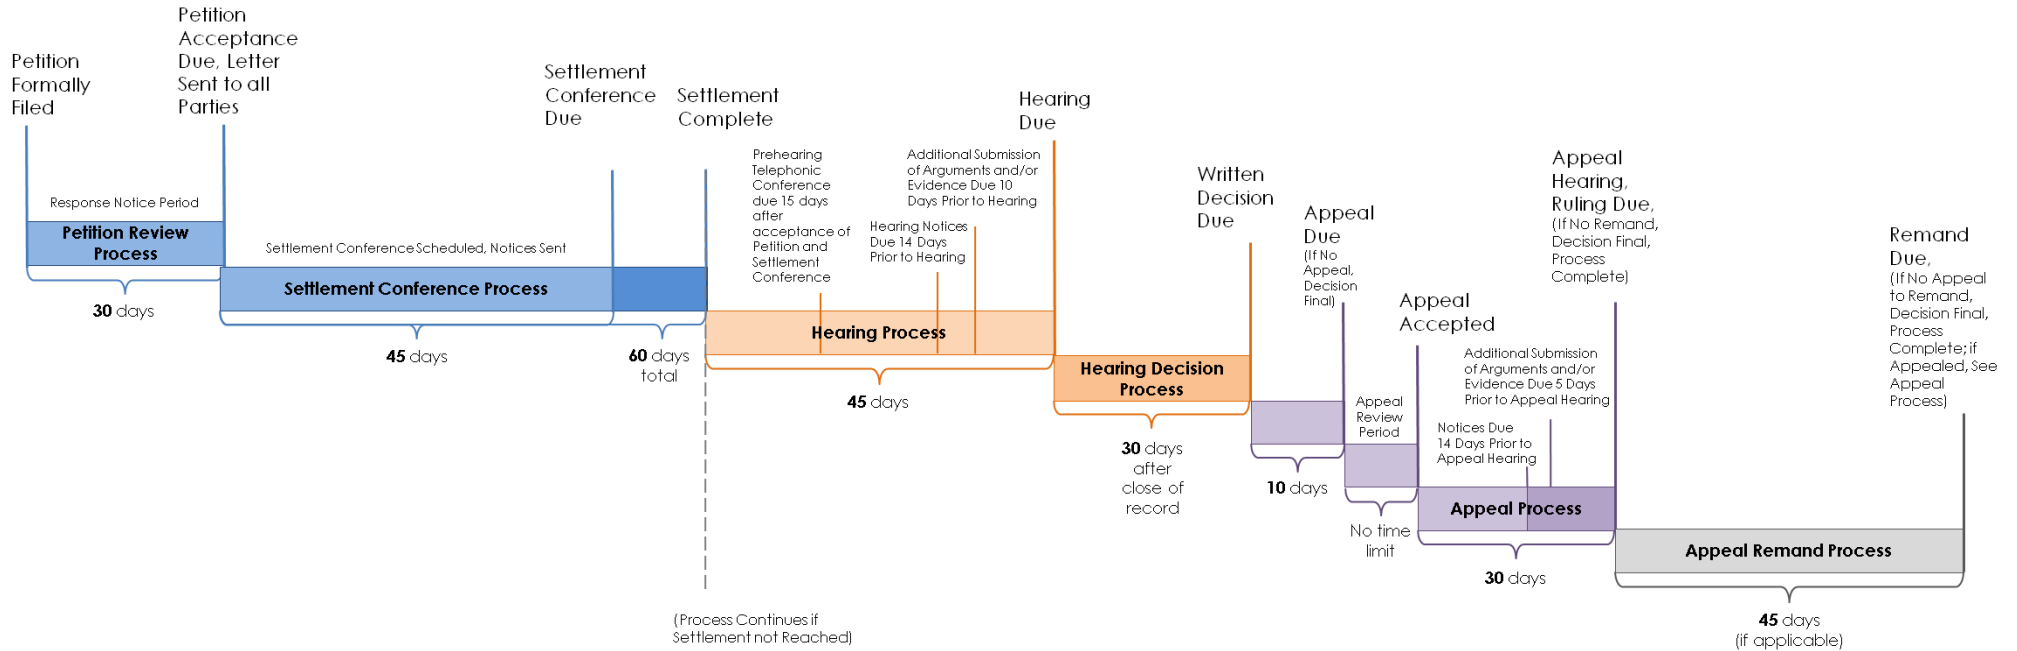 Petition
Formally
Filed
Petition
Acceptance
Due, Letter
Sent to all
Parties
Response Notice Period
Petition Review
Process
30 days
Settlement
Conference
Due
Settlement
Complete
Settlement Conference Scheduled, Notices Sent
Settlement Conference Process
45 days
60 days
total
(Process Continues if
Settlement not Reached)
Prehearing
Telephonic
Conference
due 15 days
after
acceptance of
Petition and
Settlement
Conference
Hearing Notices
Due 14 Days
Prior to Hearing
Additional Submission
of Arguments and/or
Evidence Due 10
Days Prior to Hearing
Hearing
Due
Hearing Process
45 days
Written
Decision
Due
Hearing Decision
Process
30 days
after
close of
record
Appeal
Due
(If No
Appeal,
Decision
Final)
10 days
Appeal
Accepted
Appeal
Review
Period
No time
limit
Additional Submission
of Arguments and/or
Evidence Due 5 Days
Prior to Appeal Hearing
Notices Due
14 Days Prior to
Appeal Hearing
Appeal
Hearing,
Ruling Due,
(If No Remand,
Decision Final,
Process
Complete)
Appeal Process
30 days
Remand
Due,
(If No Appeal
to Remand,
Decision Final,
Process
Complete; if
Appealed, See
Appeal
Process)
Appeal Remand Process
45 days
(if applicable)